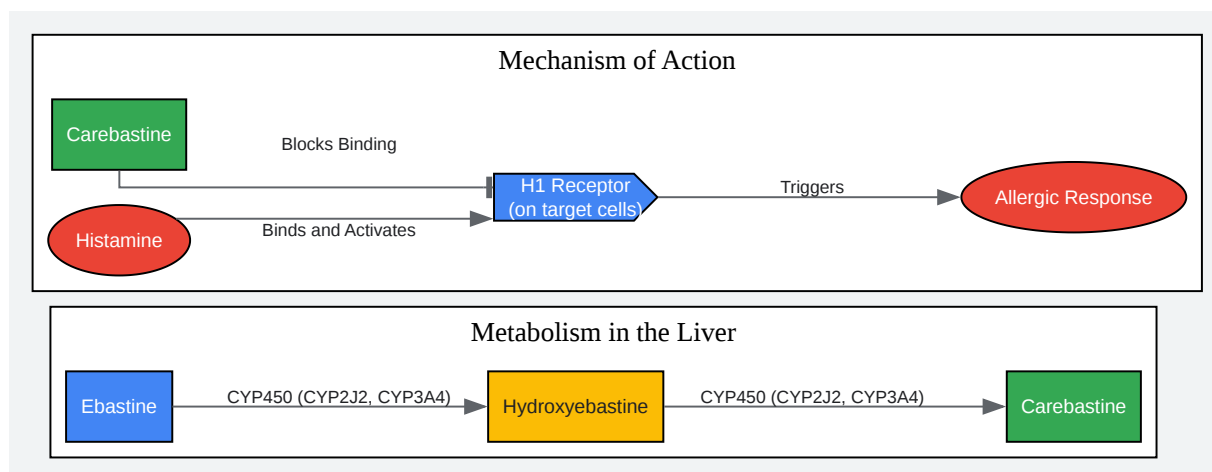 Mechanism of Action
Carebastine
Blocks Binding
H1 Receptor
(on target cells)
Triggers
Allergic Response
Histamine
Binds and Activates
Metabolism in the Liver
Ebastine
CYP450 (CYP2J2, CYP3A4)
Hydroxyebastine
CYP450 (CYP2J2, CYP3A4)
Carebastine